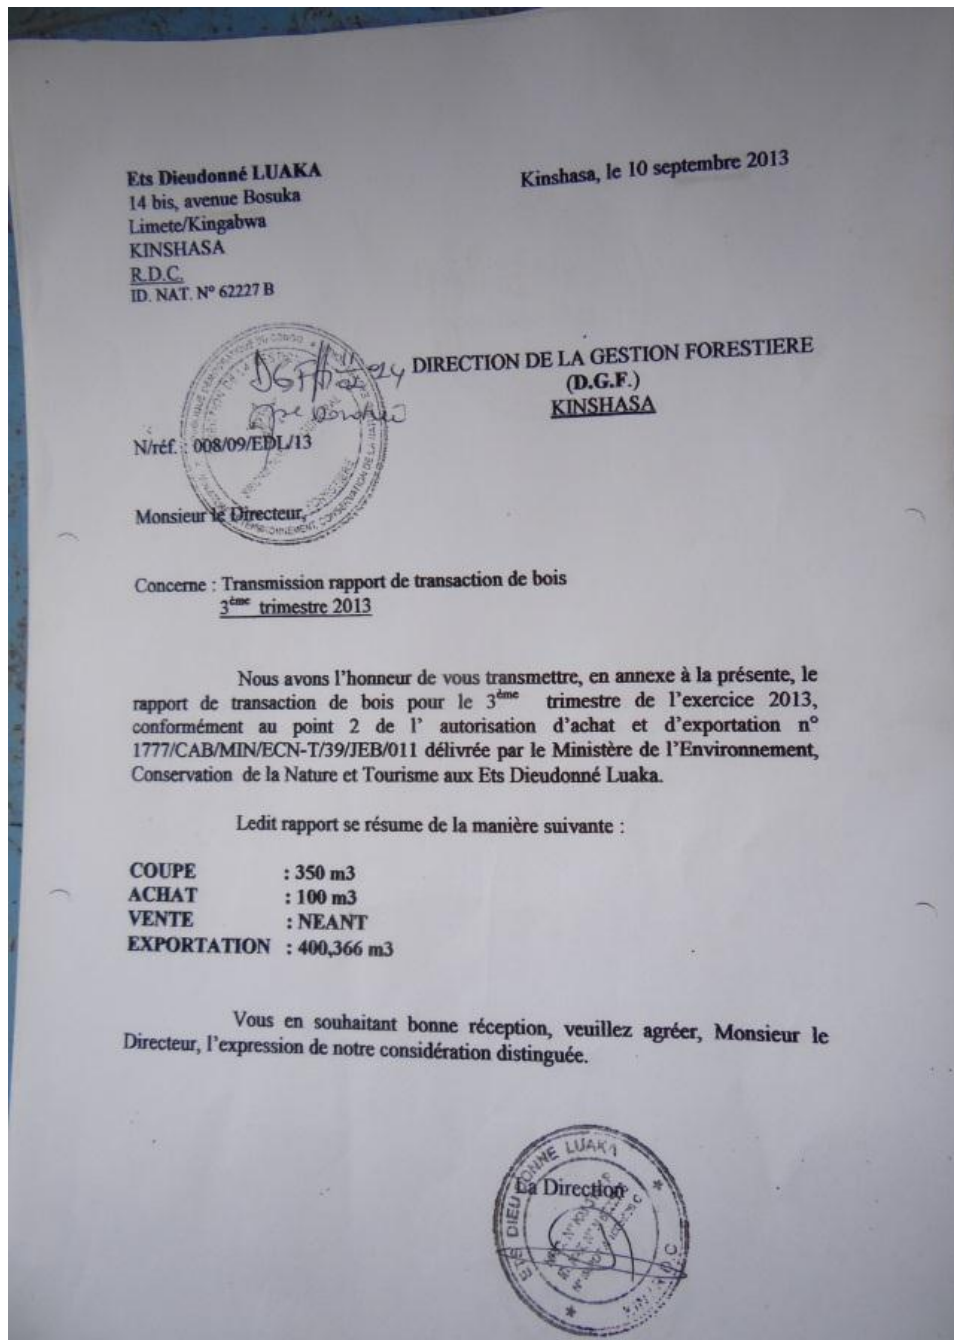 Ets Dieudonné LUAKA
14 bis, avenue Bosuka
Limete/Kingabwa
KINSHASA
R.D.C.
ID. NAT. N° 62227 B
Kinshasa, le 10 septembre 2013
DIRECTION DE LA GESTION FORESTIERE
(D.G.F.)
KINSHASA
N/réf. : 008/09/EDL/13
Monsieur le Directeur,
Concerne : Transmission rapport de transaction de bois
3ème trimestre 2013
Nous avons l'honneur de vous transmettre, en annexe à la présente, le
rapport de transaction de bois pour le 3ème trimestre de l'exercice 2013,
conformément au point 2 de l' autorisation d'achat et d'exportation n°
1777/CAB/MIN/ECN-T/39/JEB/011 délivrée par le Ministère de l'Environnement,
Conservation de la Nature et Tourisme aux Ets Dieudonné Luaka.
Ledit rapport se résume de la manière suivante :
COUPE : 350 m3
ACHAT : 100 m3
VENTE : NEANT
EXPORTATION : 400,366 m3
Vous en souhaitant bonne réception, veuillez agréer, Monsieur le
Directeur, l'expression de notre considération distinguée.
ETS DIEUDONNE LUAKA
La Direction